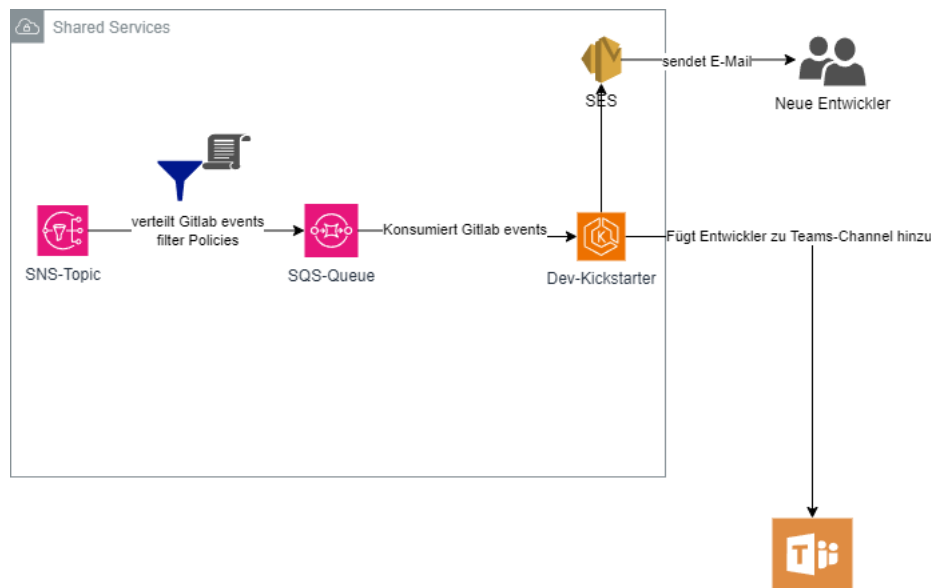 Shared Services
sendet E-Mail
SES
Neue Entwickler
verteilt Gitlab events
filter Policies
Konsumiert Gitlab events
Fügt Entwickler zu Teams-Channel hinzu
SNS-Topic
SQS-Queue
Dev-Kickstarter
K
T